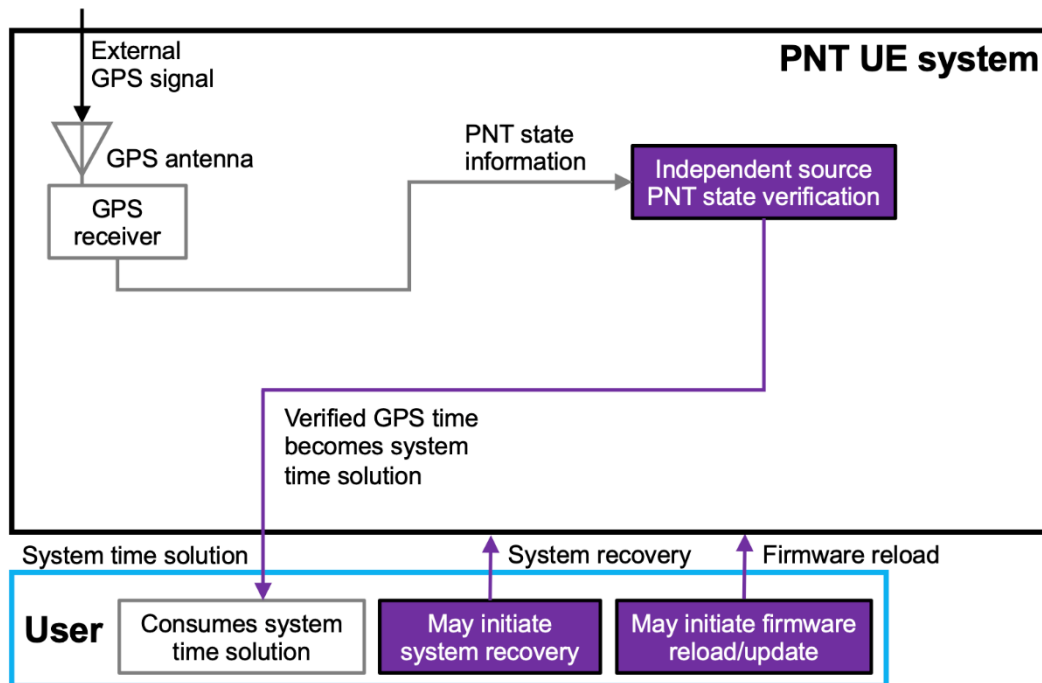 External
GPS signal
PNT UE system
GPS antenna
GPS
receiver
PNT state
information
Independent source
PNT state verification
Verified GPS time
becomes system
time solution
System time solution
System recovery
Firmware reload
User
Consumes system
time solution
May initiate
system recovery
May initiate firmware
reload/update